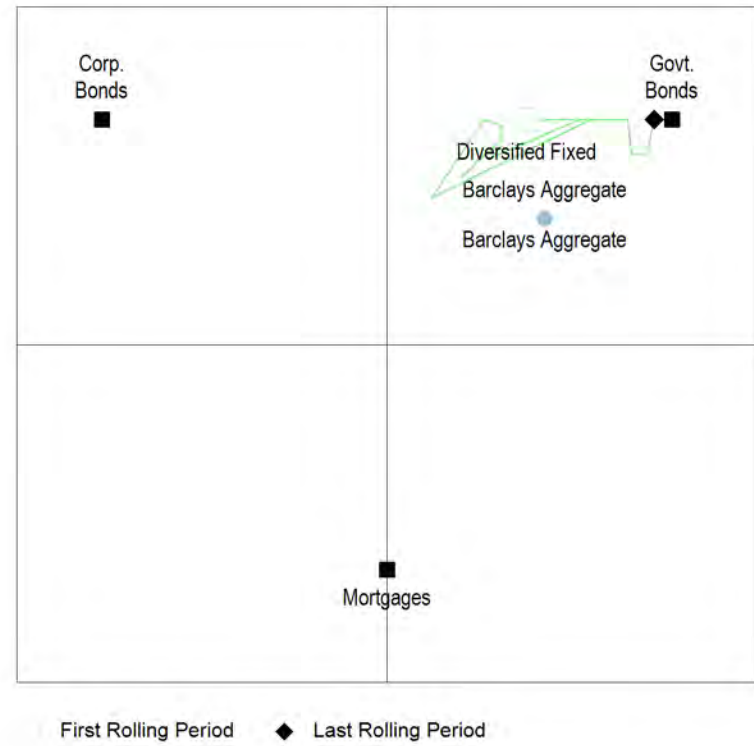 Corp.
Bonds
Govt.
Bonds
Diversified Fixed
Barclays Aggregate
Barclays Aggregate
Mortgages
First Rolling Period
Last Rolling Period